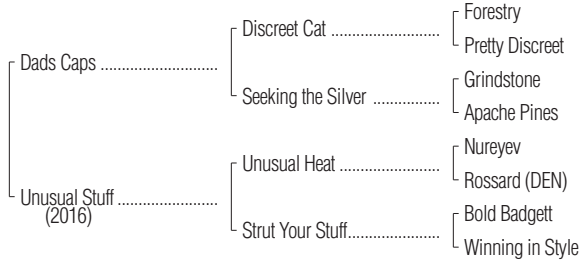 Forestry
Discreet Cat ........................
Pretty Discreet
Dads Caps ..........................
Grindstone
Seeking the Silver ...............
Apache Pines
Nureyev
Unusual Heat ......................
Rossard (DEN)
Unusual Stuff ......................
(2016)
Bold Badgett
Strut Your Stuff.....................
Winning in Style